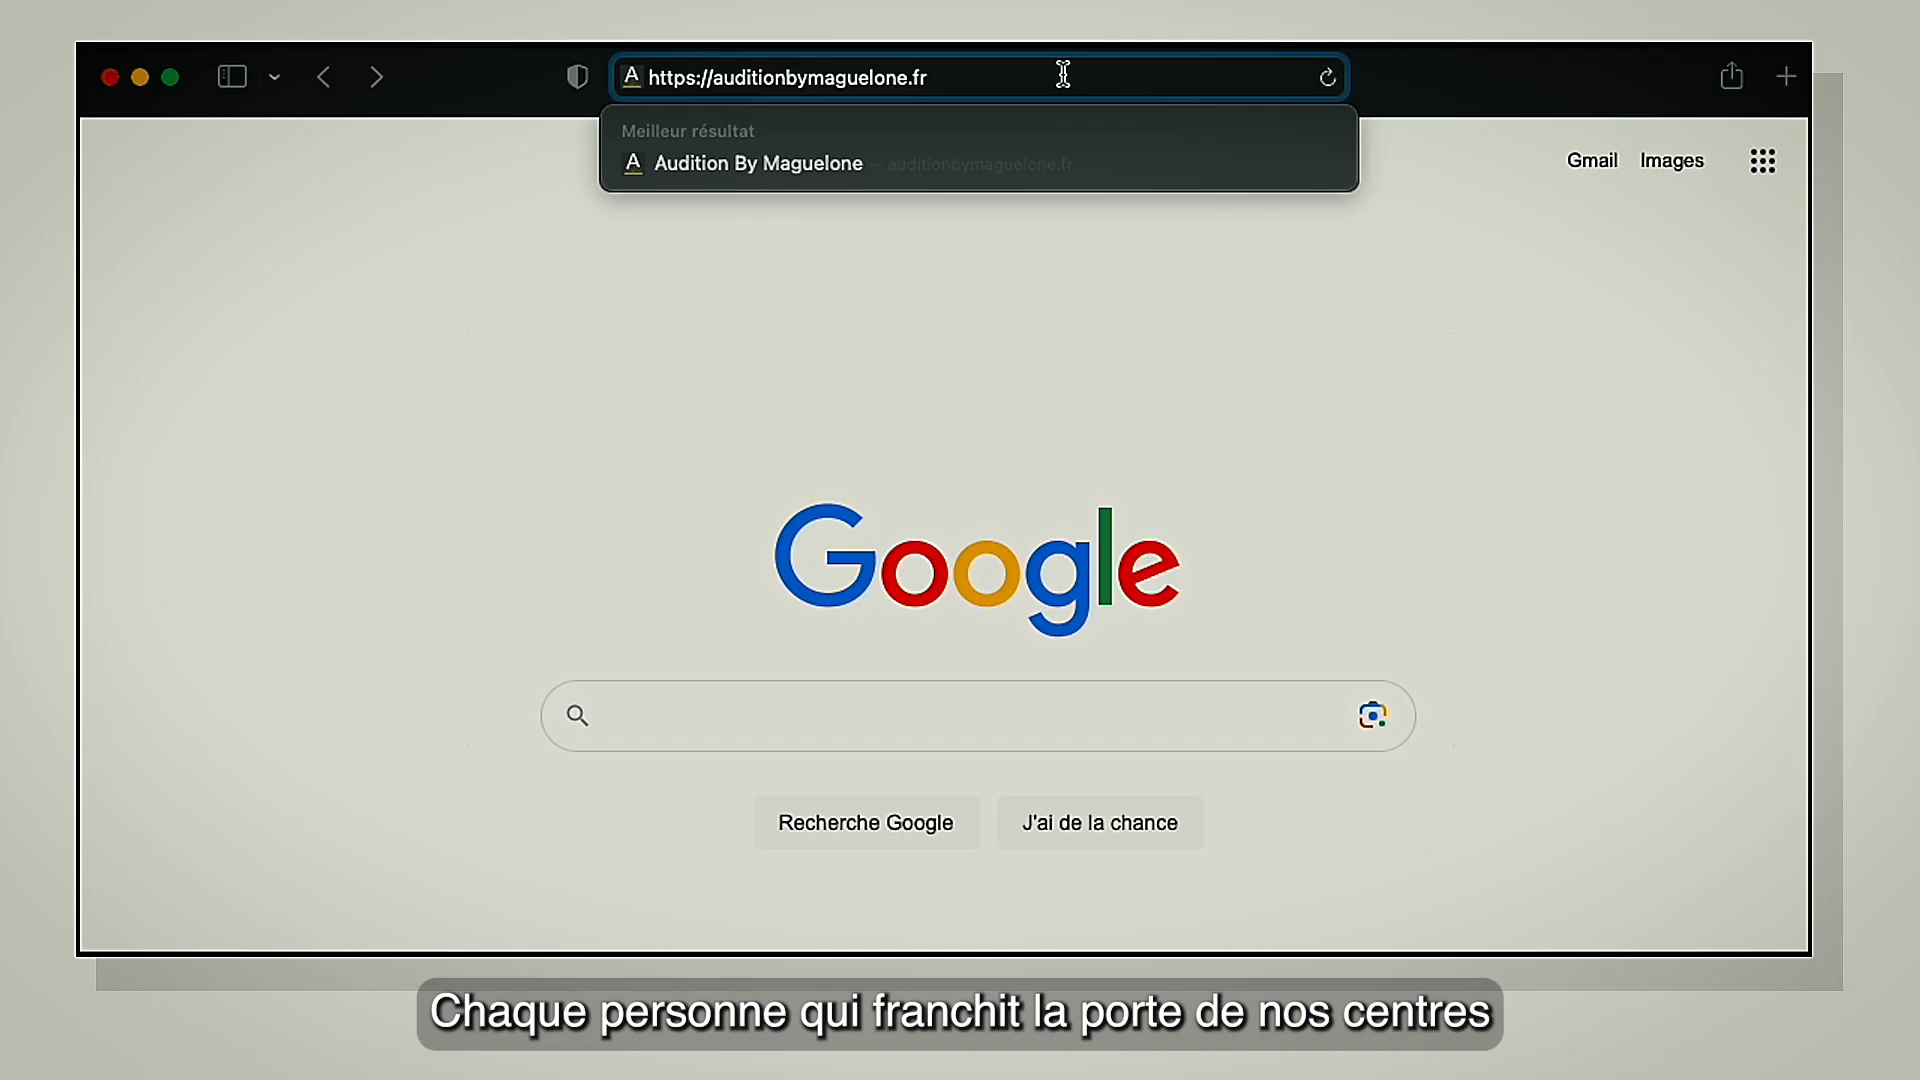 https://auditionbymaguelone.fr
Meilleur résultat
Audition By Maguelone — auditionbymaguelone.fr
Gmail Images
Google
Recherche Google J'ai de la chance
Chaque personne qui franchit la porte de nos centres